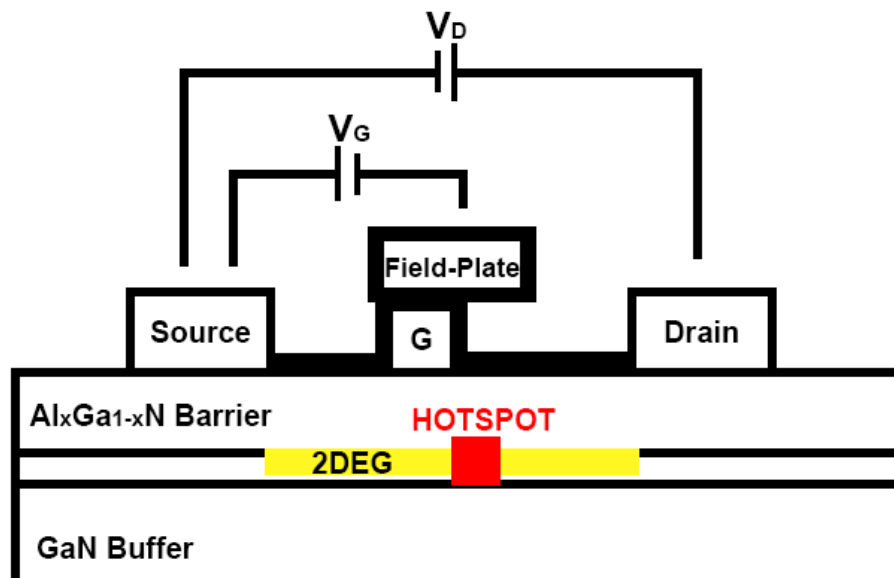 VD
VG
Field-Plate
Source
G
Drain
AlxGa1-xN Barrier
HOTSPOT
2DEG
GaN Buffer